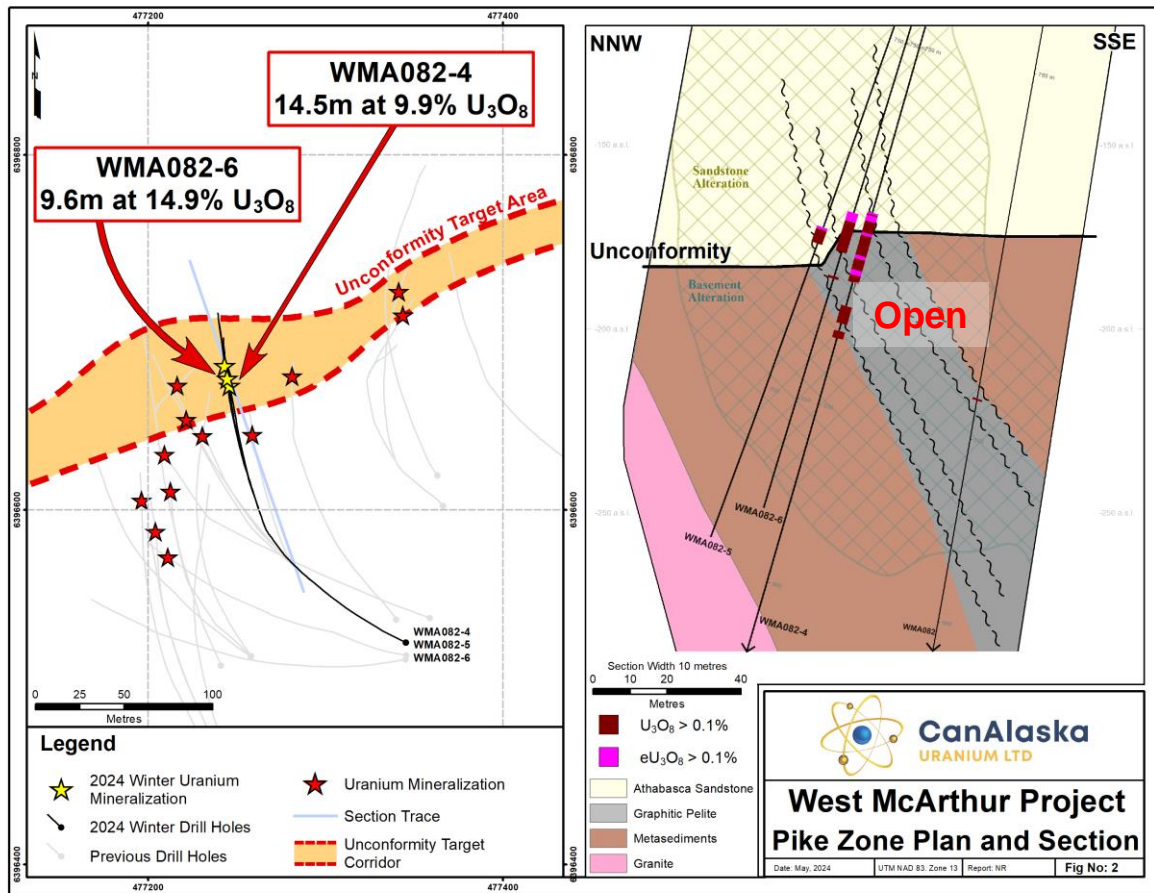 477200
477400
6396800
6396600
6396400
N
WMA082-4
14.5m at 9.9% U₃O₈
WMA082-6
9.6m at 14.9% U₃O₈
Unconformity Target Area
WMA082-4
WMA082-5
WMA082-6
0 25 50 100
Metres
477200
477400
Legend
2024 Winter Uranium
Mineralization
2024 Winter Drill Holes
Previous Drill Holes
Uranium Mineralization
Section Trace
Unconformity Target
Corridor
NNW
SSE
-150 a.s.l.
-150 a.s.l.
Sandstone
Alteration
Unconformity
Basement
Alteration
Open
-200 a.s.l.
-200 a.s.l.
-250 a.s.l.
-250 a.s.l.
WMA082-6
WMA082-5
WMA082-4
WMA082
Section Width 10 metres
0 10 20 40
Metres
U₃O₈ > 0.1%
eU₃O₈ > 0.1%
Athabasca Sandstone
Graphitic Pelite
Metasediments
Granite
CanAlaska
URANIUM LTD
West McArthur Project
Pike Zone Plan and Section
Date: May, 2024
UTM NAD 83. Zone 13
Report: NR
Fig No: 2